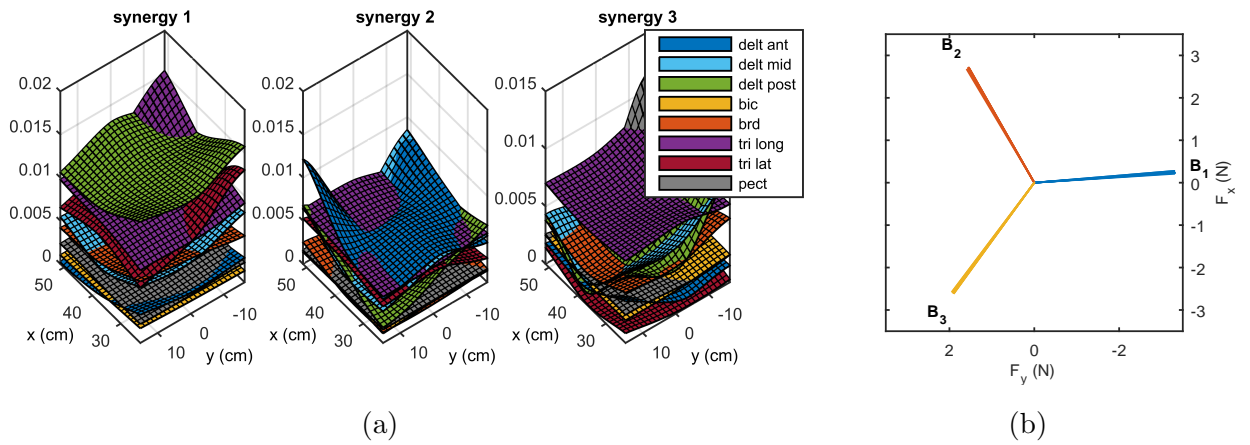 synergy 1
synergy 2
synergy 3
delt ant
delt mid
delt post
bic
brd
tri long
tri lat
pect
0.02
0.015
0.01
0.005
0
50
40
30
x (cm)
10
0
-10
y (cm)
0.02
0.015
0.01
0.005
0
50
40
30
x (cm)
10
0
-10
y (cm)
0.015
0.01
0.005
0
50
40
30
x (cm)
10
0
-10
y (cm)
(a)
B2
B1
B3
3
2
1
0
-1
-2
-3
Fx (N)
2
0
-2
Fy (N)
(b)